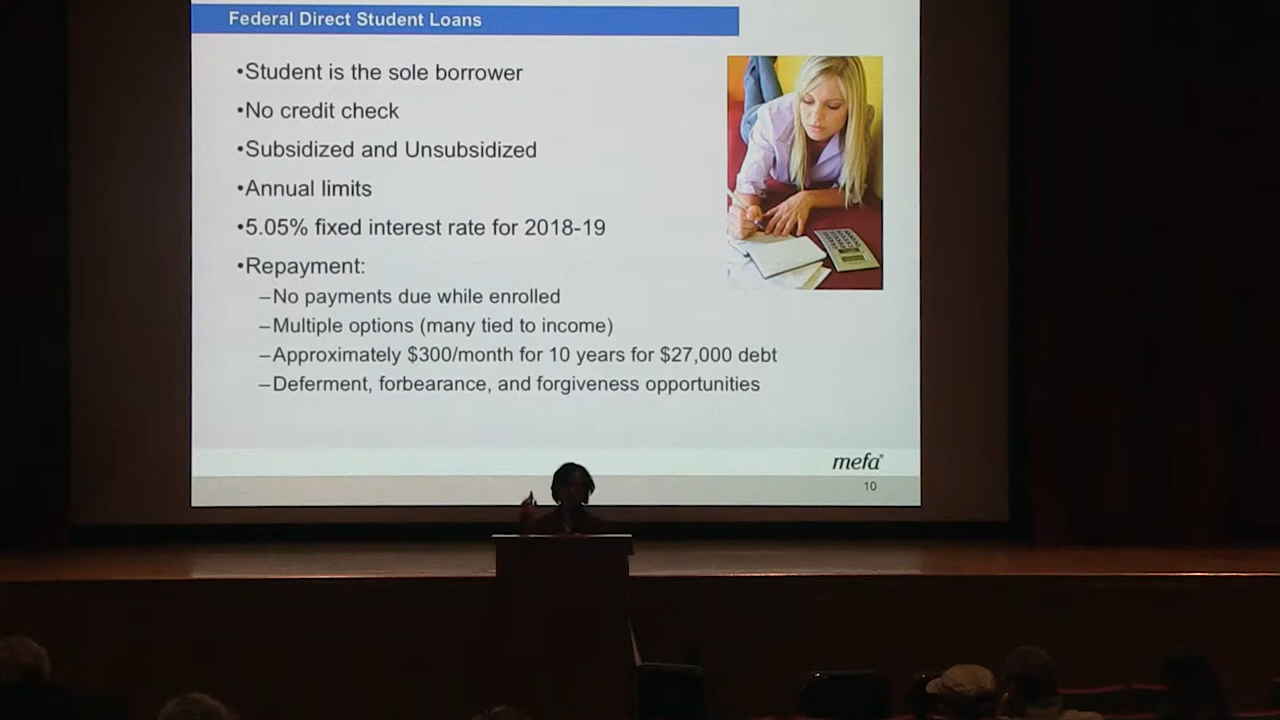 Federal Direct Student Loans
•Student is the sole borrower
•No credit check
•Subsidized and Unsubsidized
•Annual limits
•5.05% fixed interest rate for 2018-19
•Repayment:
–No payments due while enrolled
–Multiple options (many tied to income)
–Approximately $300/month for 10 years for $27,000 debt
–Deferment, forbearance, and forgiveness opportunities
mefa®
10